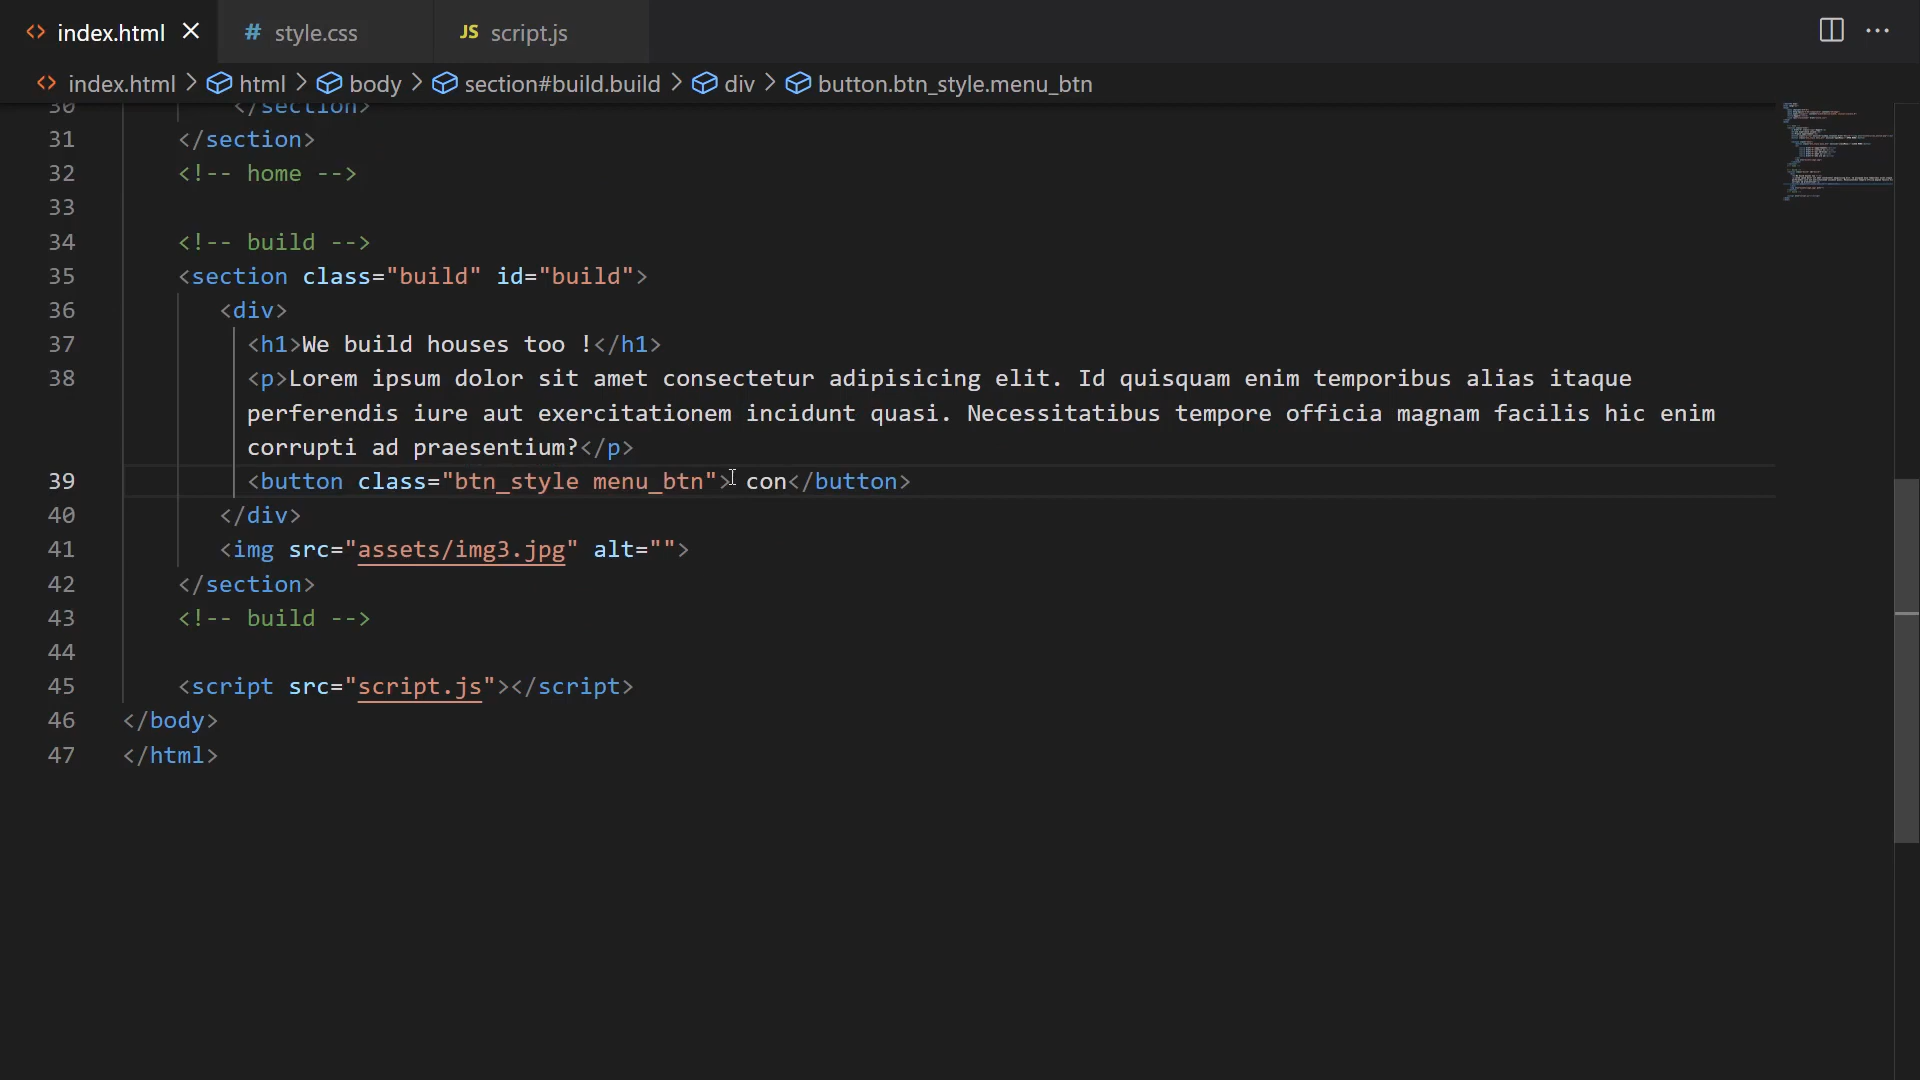 index.html
style.css
JS script.js
index.html > html > body > section#build.build > div > button.btn_style.menu_btn
30 </section>
31 </section>
32 <!-- home -->
33
34 <!-- build -->
35 <section class="build" id="build">
36 <div>
37 <h1>We build houses too !</h1>
38 <p>Lorem ipsum dolor sit amet consectetur adipisicing elit. Id quisquam enim temporibus alias itaque
perferendis iure aut exercitationem incidunt quasi. Necessitatibus tempore officia magnam facilis hic enim
corrupti ad praesentium?</p>
39 <button class="btn_style menu_btn"> con</button>
40 </div>
41 <img src="assets/img3.jpg" alt="">
42 </section>
43 <!-- build -->
44
45 <script src="script.js"></script>
46 </body>
47 </html>